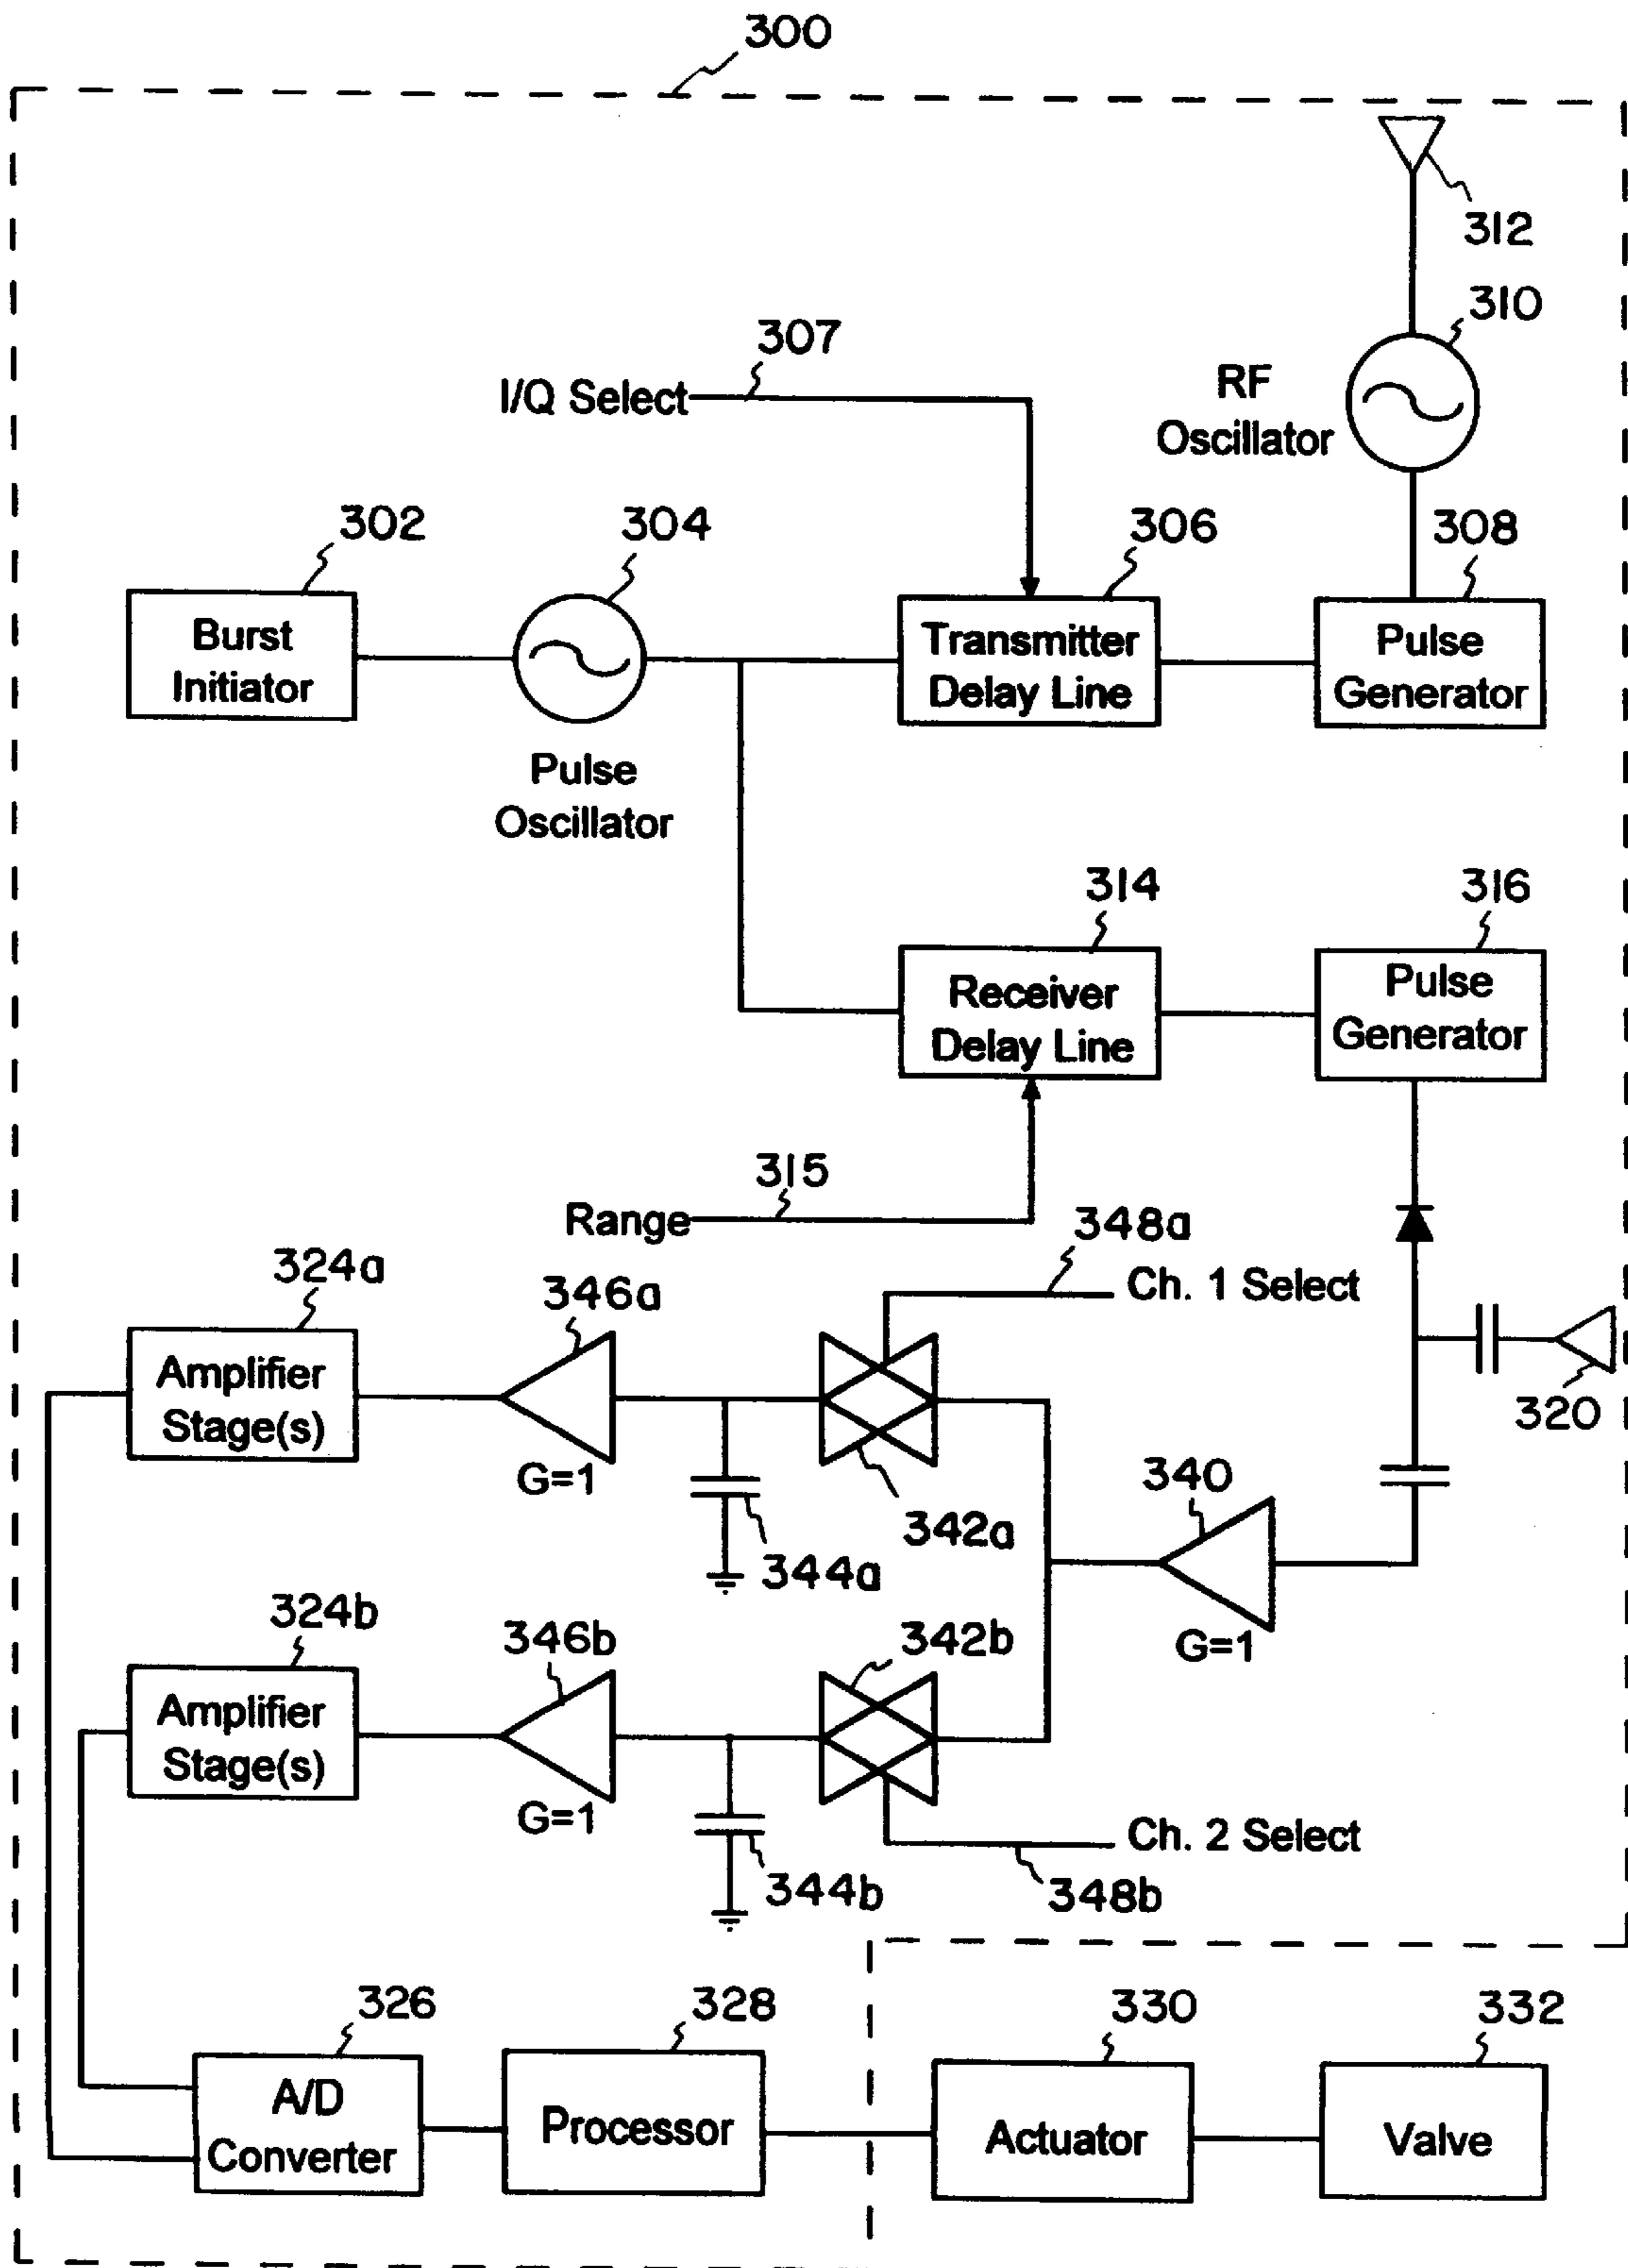 300
312
310
RF
Oscillator
307
I/Q Select
302
304
306
308
Burst
Initiator
Transmitter
Delay Line
Pulse
Generator
Pulse
Oscillator
314
316
Receiver
Delay Line
Pulse
Generator
315
Range
348a
Ch. 1 Select
324a
346a
Amplifier
Stage(s)
G=1
342a
344a
320
340
G=1
324b
346b
342b
Amplifier
Stage(s)
G=1
344b
Ch. 2 Select
348b
326
328
330
332
A/D
Converter
Processor
Actuator
Valve